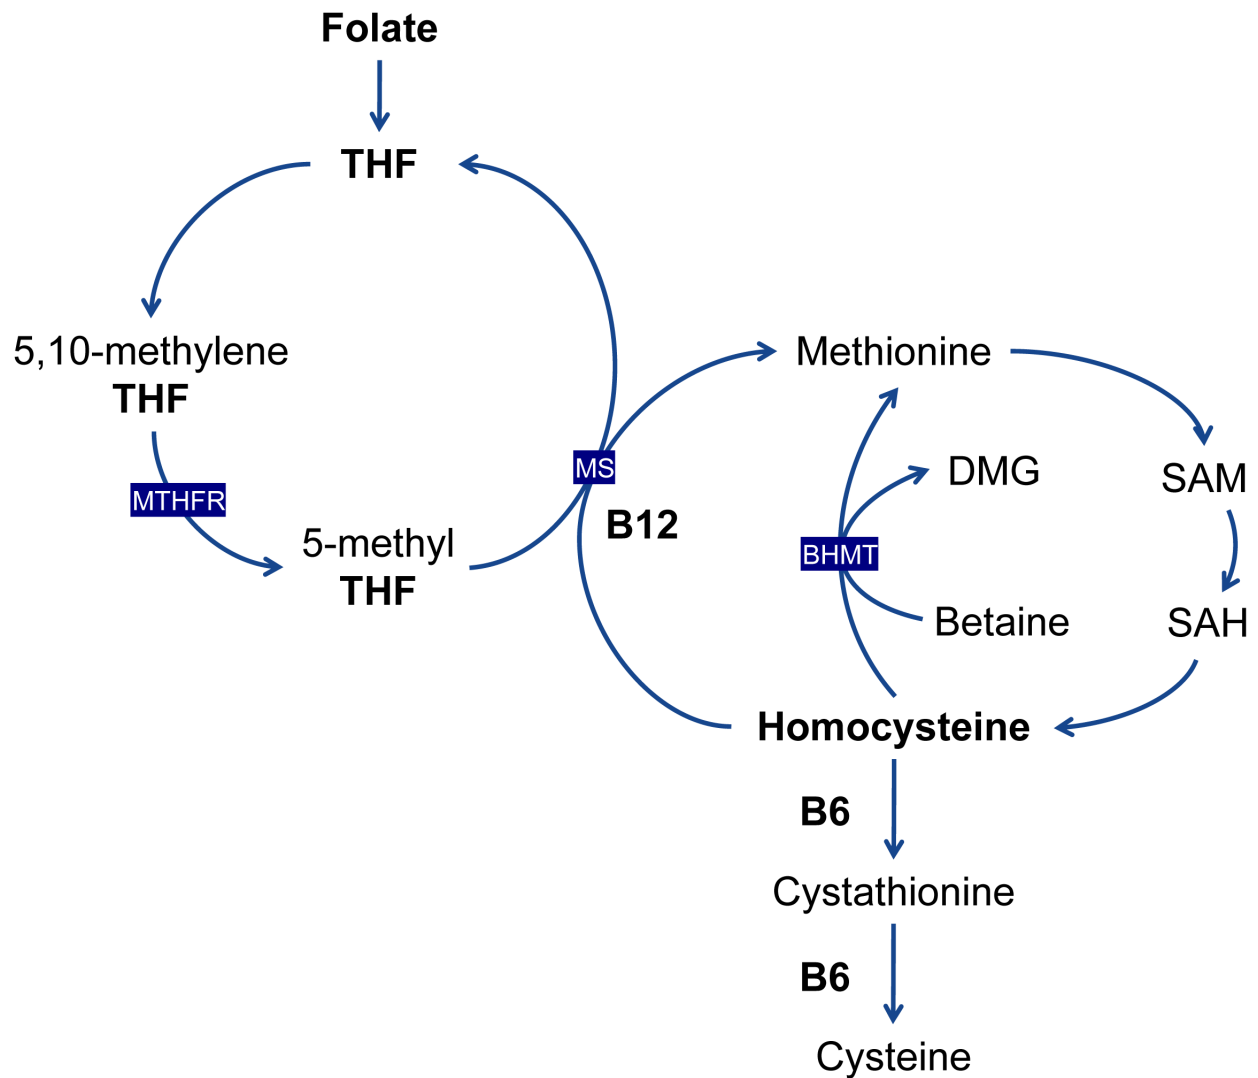 Folate
THF
5,10-methylene
THF
MTHFR
5-methyl
THF
MS
B12
Methionine
DMG
SAM
BHMT
Betaine
SAH
Homocysteine
B6
Cystathionine
B6
Cysteine